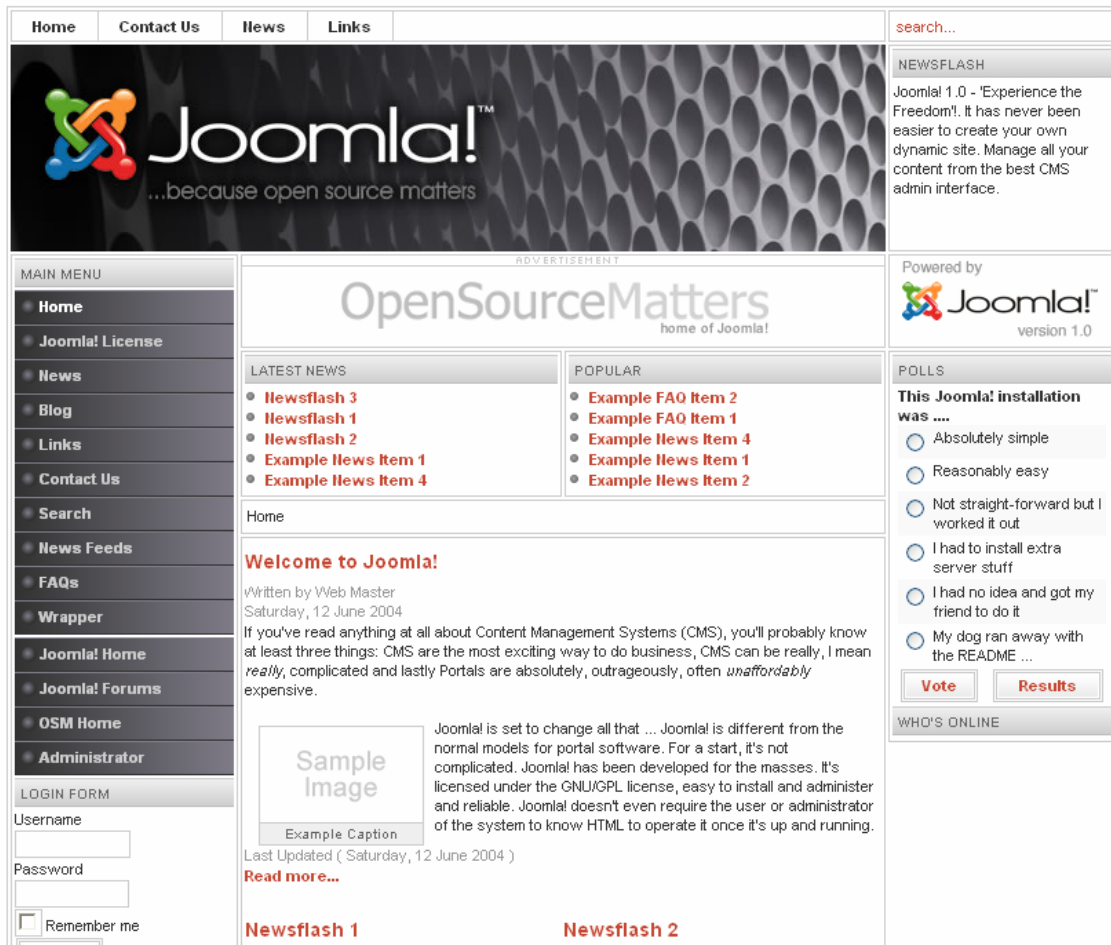 Home
Contact Us
News
Links
search...
Joomla!™
...because open source matters
NEWSFLASH
Joomla! 1.0 - 'Experience the
Freedom'!. It has never been
easier to create your own
dynamic site. Manage all your
content from the best CMS
admin interface.
MAIN MENU
Home
Joomla! License
News
Blog
Links
Contact Us
Search
News Feeds
FAQs
Wrapper
Joomla! Home
Joomla! Forums
OSM Home
Administrator
LOGIN FORM
Username
Password
Remember me
ADVERTISEMENT
OpenSourceMatters
home of Joomla!
LATEST NEWS
Newsflash 3
Newsflash 1
Newsflash 2
Example News Item 1
Example News Item 4
POPULAR
Example FAQ Item 2
Example FAQ Item 1
Example News Item 4
Example News Item 1
Example News Item 2
Home
Welcome to Joomla!
Written by Web Master
Saturday, 12 June 2004
If you've read anything at all about Content Management Systems (CMS), you'll probably know
at least three things: CMS are the most exciting way to do business, CMS can be really, I mean
really, complicated and lastly Portals are absolutely, outrageously, often unaffordably
expensive.
Sample
Image
Example Caption
Joomla! is set to change all that ... Joomla! is different from the
normal models for portal software. For a start, it's not
complicated. Joomla! has been developed for the masses. It's
licensed under the GNU/GPL license, easy to install and administer
and reliable. Joomla! doesn't even require the user or administrator
of the system to know HTML to operate it once it's up and running.
Last Updated ( Saturday, 12 June 2004 )
Read more...
Newsflash 1
Newsflash 2
Powered by
Joomla!™
version 1.0
POLLS
This Joomla! installation
was ....
Absolutely simple
Reasonably easy
Not straight-forward but I
worked it out
I had to install extra
server stuff
I had no idea and got my
friend to do it
My dog ran away with
the README ...
Vote
Results
WHO'S ONLINE